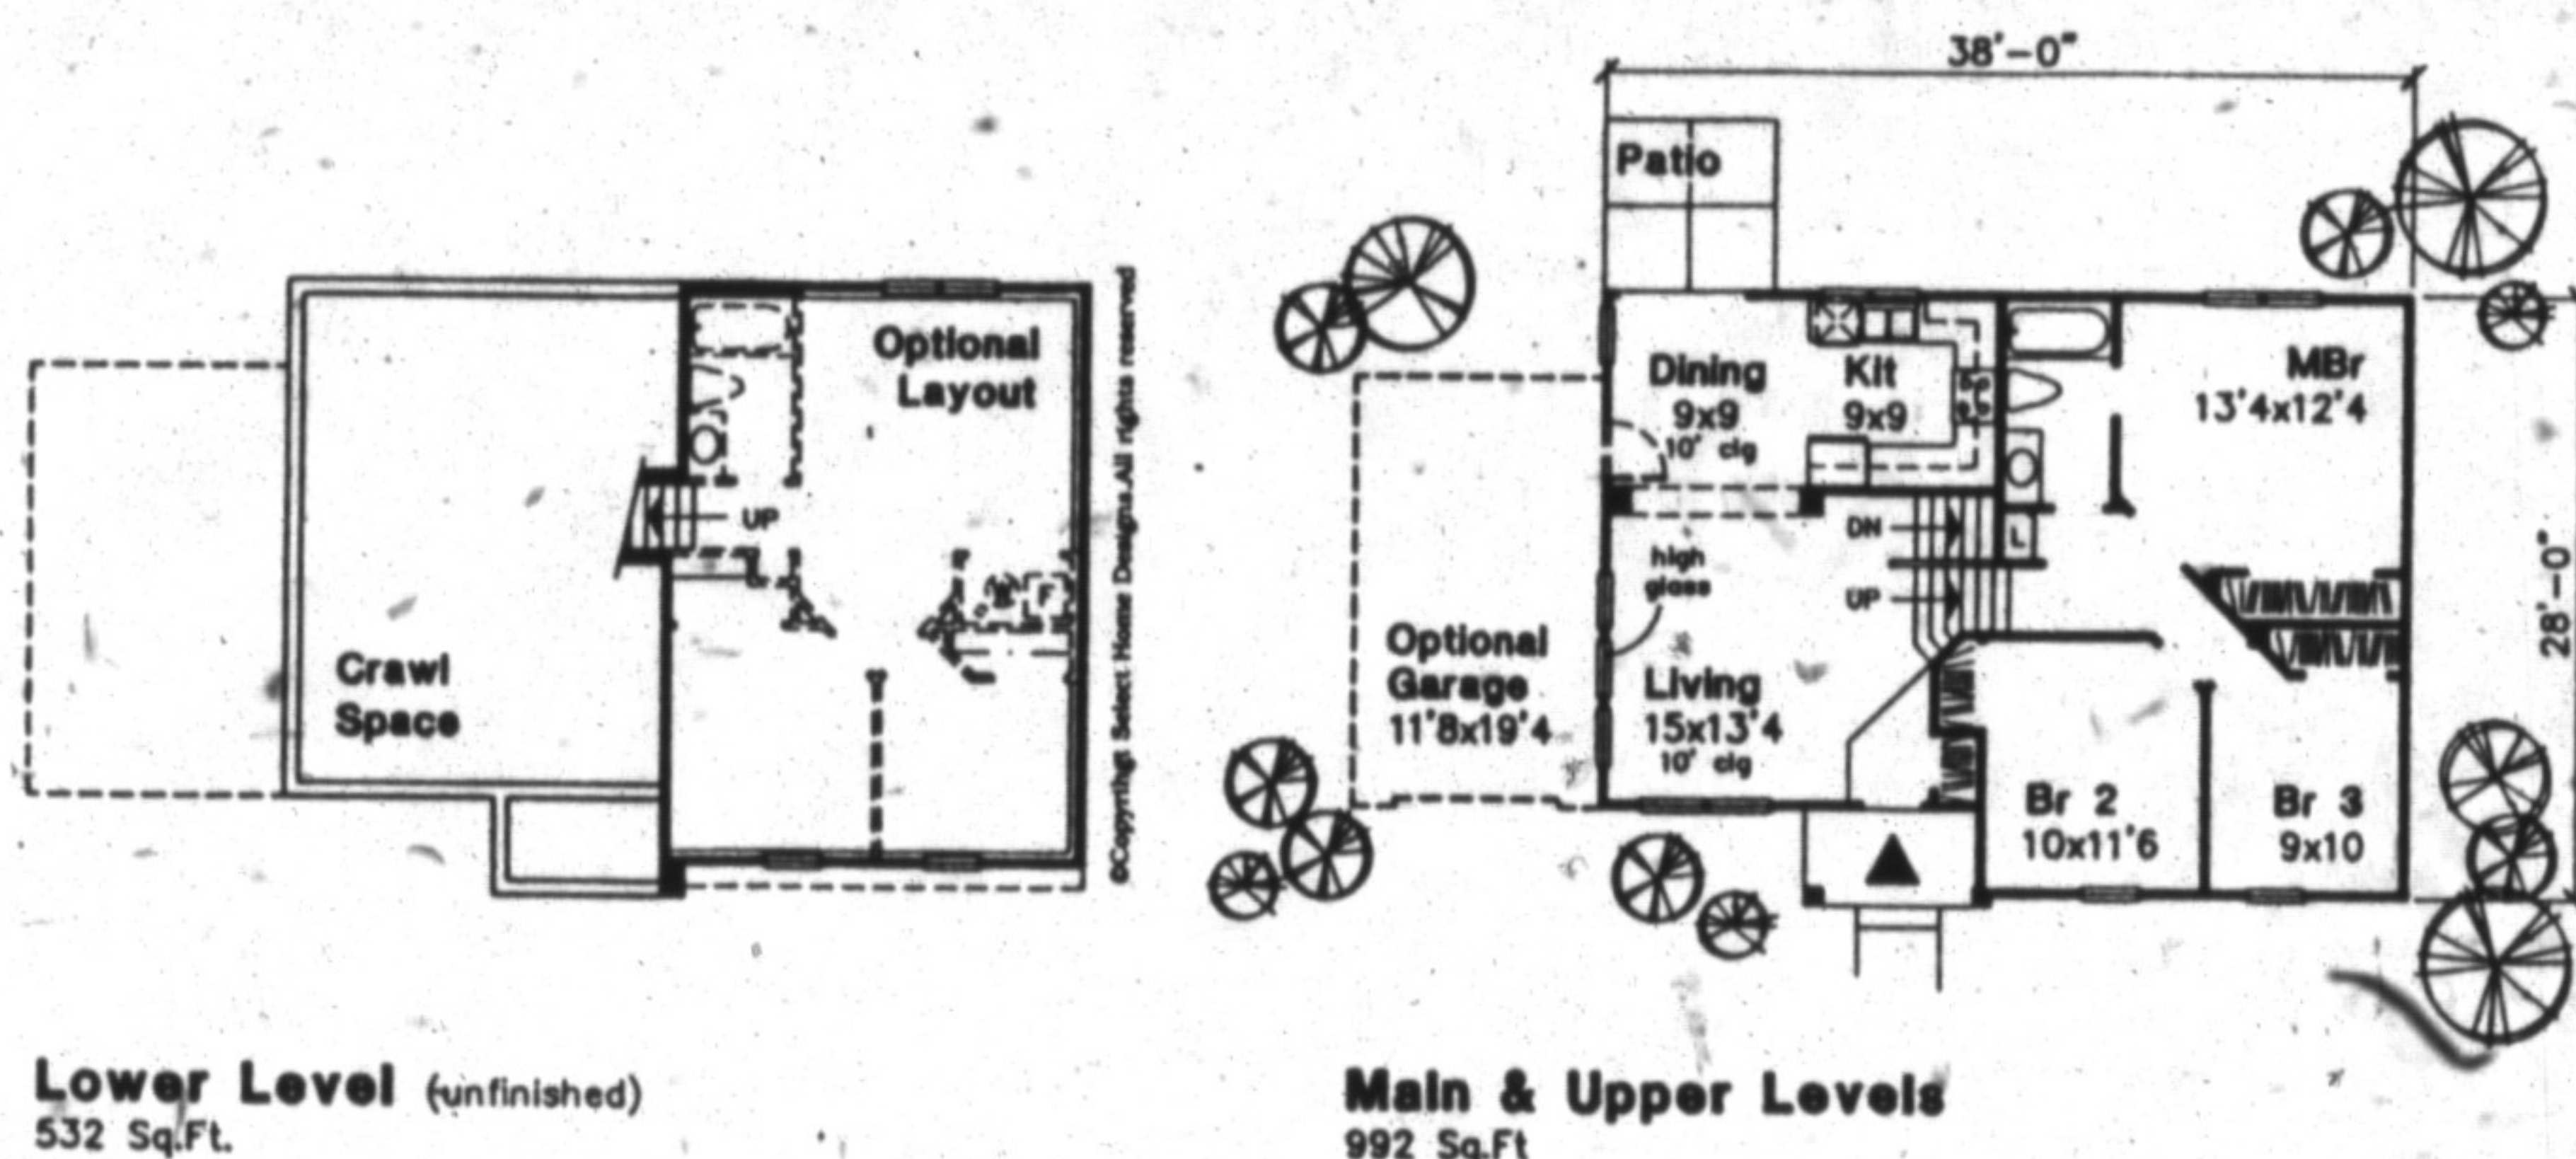 38'-0"
Patio
Optional
Layout
UP
Crawl
Space
F
©Copyrihgt Select Home Designs.All rights reserved
Dining
9x9
10' clg
Kit
9x9
MBr
13'4x12'4
DN
L
high
glass
UP
28'-0"
Optional
Garage
11'8x19'4
Living
15x13'4
10' clg
Br 2
10x11'6
Br 3
9x10
Lower Level (unfinished)
532 Sq.Ft.
Main & Upper Levels
992 Sq.Ft